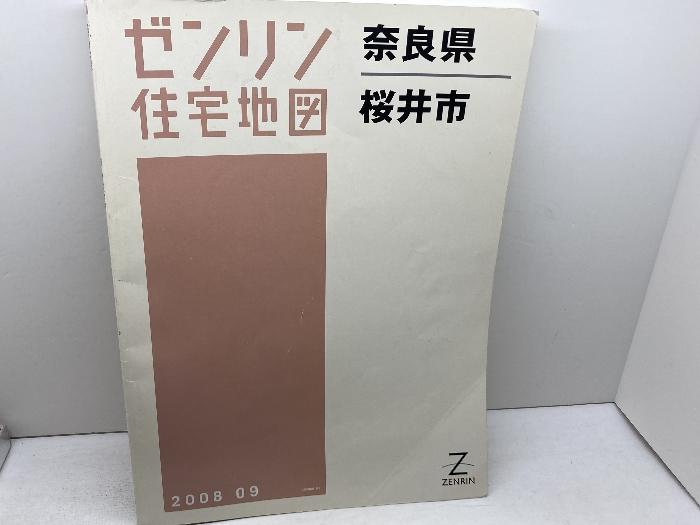 ゼンリン
住宅地図
奈良県
桜井市
2008 09
Z
ZENRIN